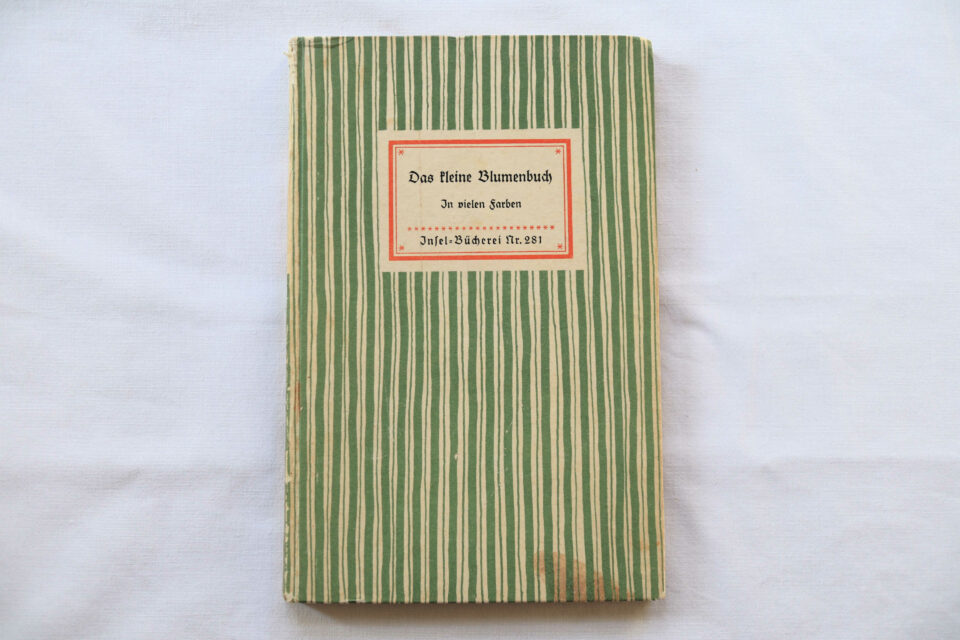 Das kleine Blumenbuch
In vielen Farben
Insel=Bücherei Nr. 281